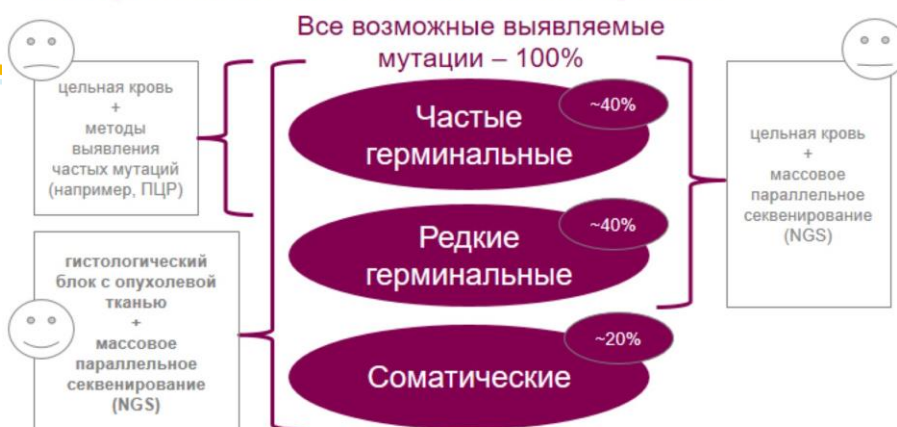 Все возможные выявляемые
мутации – 100%
цельная кровь
+
методы
выявления
частых мутаций
(например, ПЦР)
гистологический
блок с опухолевой
тканью
+
массовое
параллельное
секвенирование
(NGS)
Частые
герминальные
~40%
Редкие
герминальные
~40%
Соматические
~20%
цельная кровь
+
массовое
параллельное
секвенирование
(NGS)